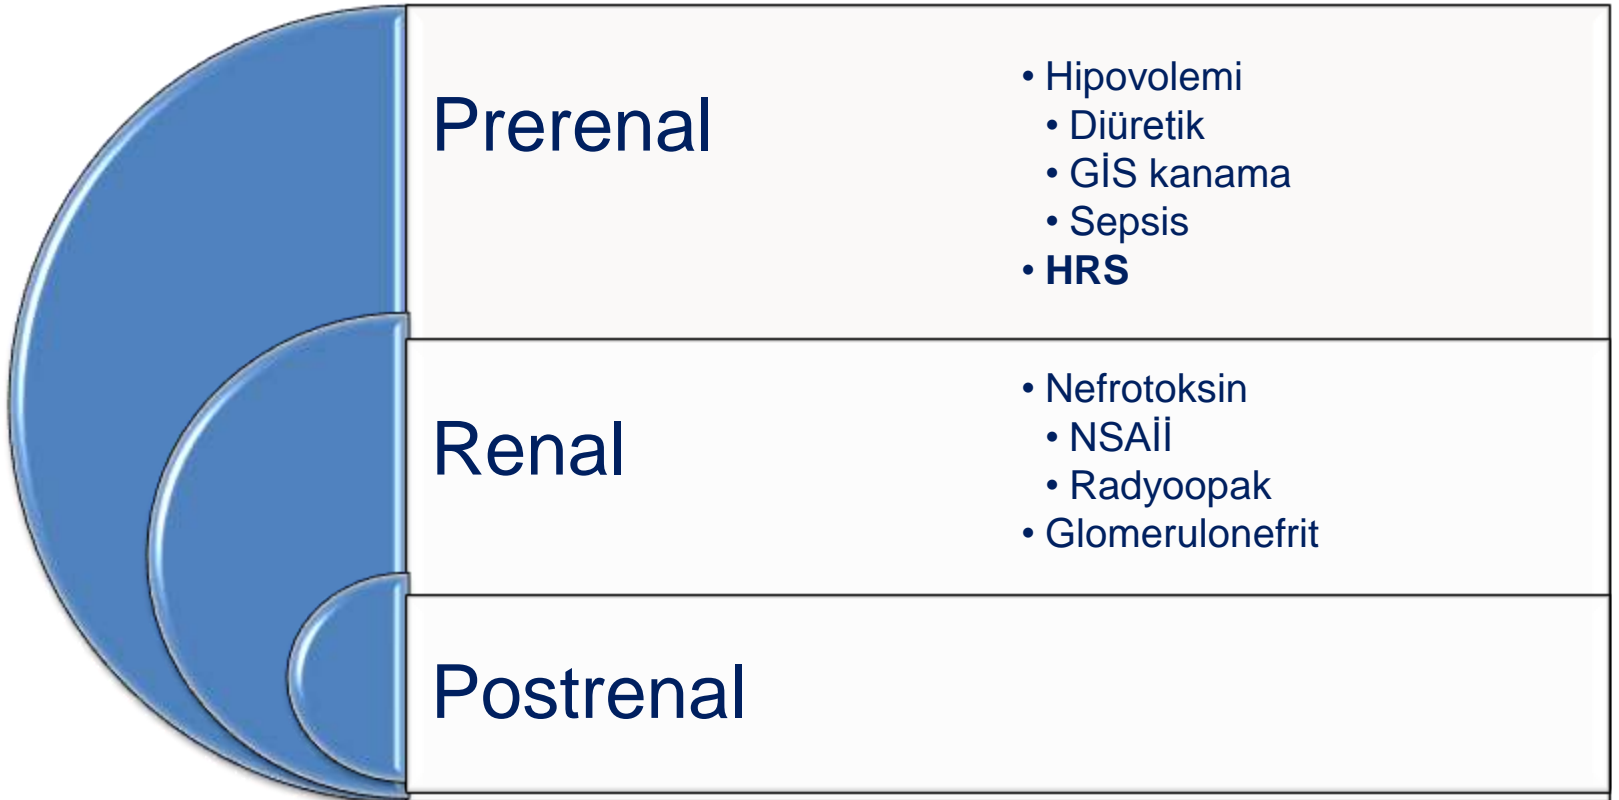 Prerenal
• Hipovolemi
• Diüretik
• GİS kanama
• Sepsis
• HRS
Renal
• Nefrotoksin
• NSAİİ
• Radyoopak
• Glomerulonefrit
Postrenal